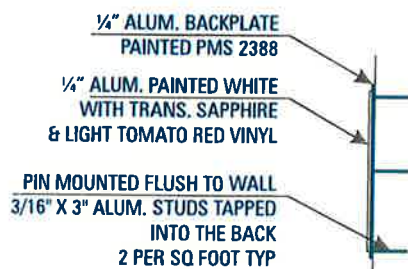 ¼" ALUM. BACKPLATE
PAINTED PMS 2388
¼" ALUM. PAINTED WHITE
WITH TRANS. SAPPHIRE
& LIGHT TOMATO RED VINYL
PIN MOUNTED FLUSH TO WALL
3/16" X 3" ALUM. STUDS TAPPED
INTO THE BACK
2 PER SQ FOOT TYP